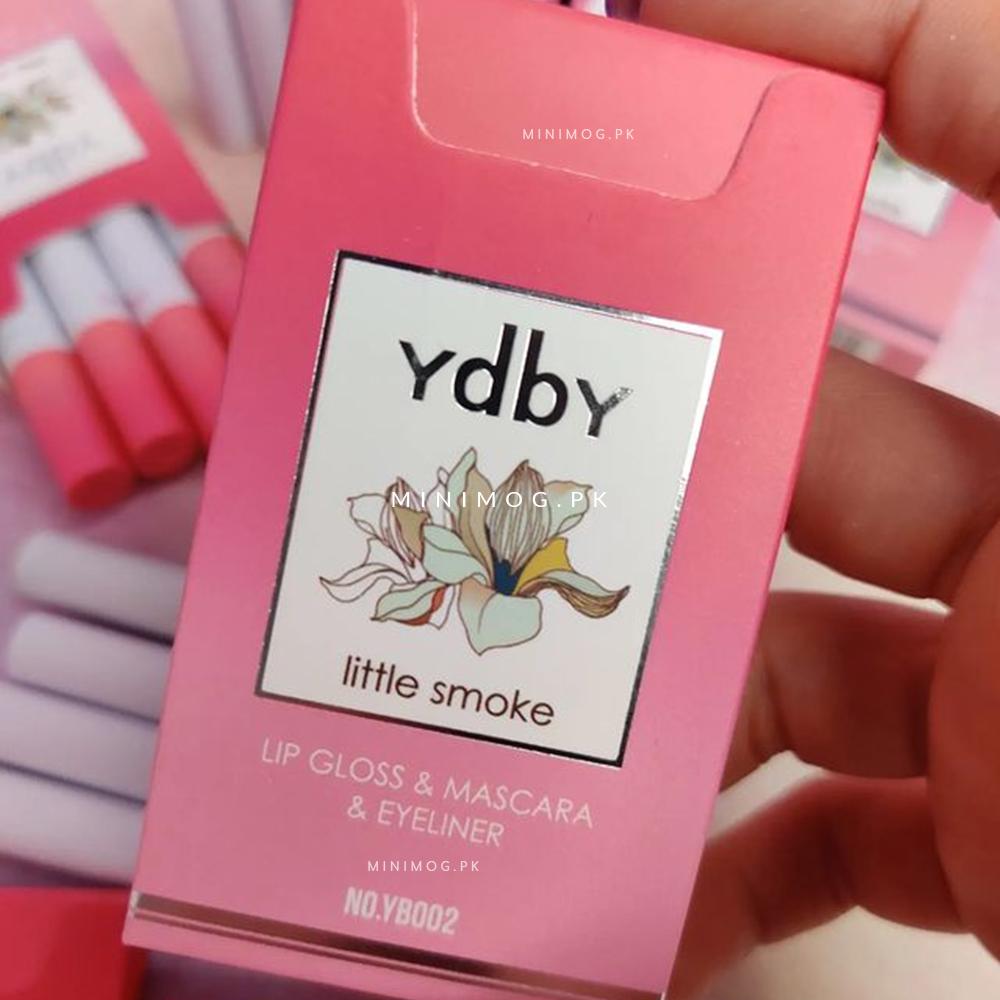 MINIMOG.PK
ydby
MINIMOG.PK
little smoke
LIP GLOSS & MASCARA
& EYELINER
MINIMOG.PK
NO.YB002